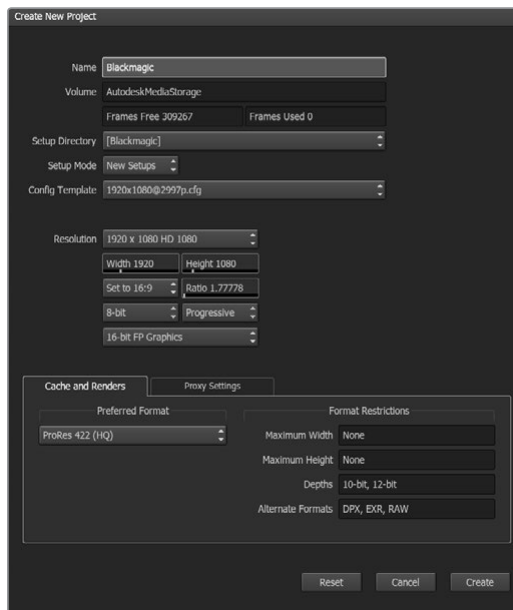 Create New Project
Name Blackmagic
Volume AutodeskMediaStorage
Frames Free 309267 Frames Used 0
Setup Directory [Blackmagic]
Setup Mode New Setups
Config Template 1920x1080@2997p.cfg
Resolution 1920 x 1080 HD 1080
Width 1920 Height 1080
Set to 16:9 Ratio 1.77778
8-bit Progressive
16-bit FP Graphics
Cache and Renders Proxy Settings
Preferred Format Format Restrictions
ProRes 422 (HQ) Maximum Width None
Maximum Height None
Depths 10-bit, 12-bit
Alternate Formats DPX, EXR, RAW
Reset Cancel Create